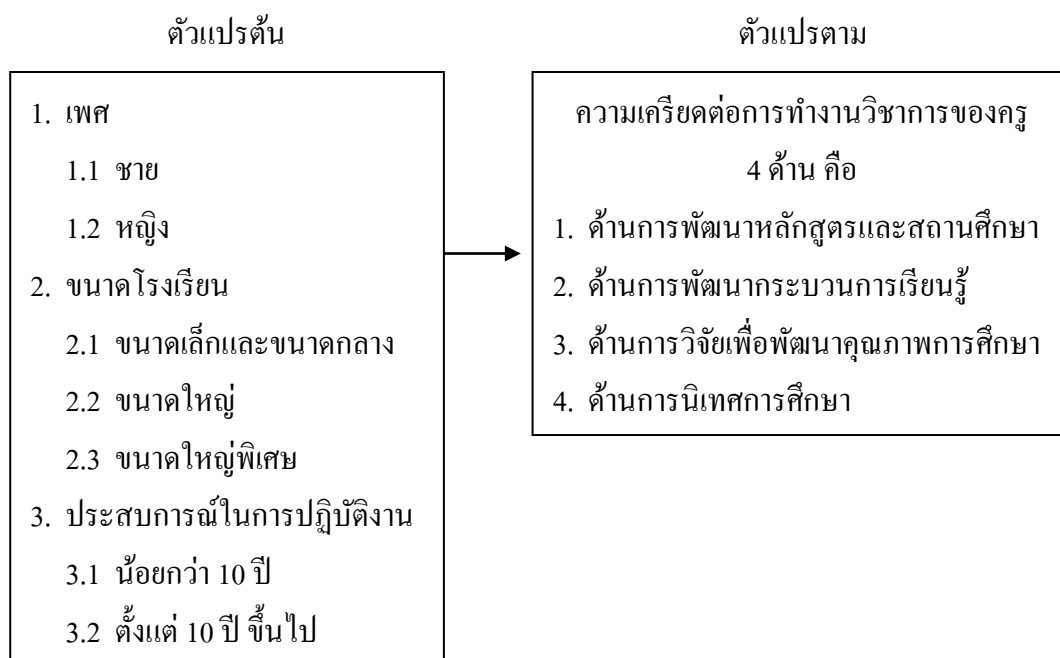 ตัวแปรต้น
1. เพศ
1.1 ชาย
1.2 หญิง
2. ขนาดโรงเรียน
2.1 ขนาดเล็กและขนาดกลาง
2.2 ขนาดใหญ่
2.3 ขนาดใหญ่พิเศษ
3. ประสบการณ์ในการปฏิบัติงาน
3.1 น้อยกว่า 10 ปี
3.2 ตั้งแต่ 10 ปี ขึ้นไป
ตัวแปรตาม
ความเครียดต่อการทำงานวิชาการของครู
4 ด้าน คือ
1. ด้านการพัฒนาหลักสูตรและสถานศึกษา
2. ด้านการพัฒนากระบวนการเรียนรู้
3. ด้านการวิจัยเพื่อพัฒนาคุณภาพการศึกษา
4. ด้านการนิเทศการศึกษา